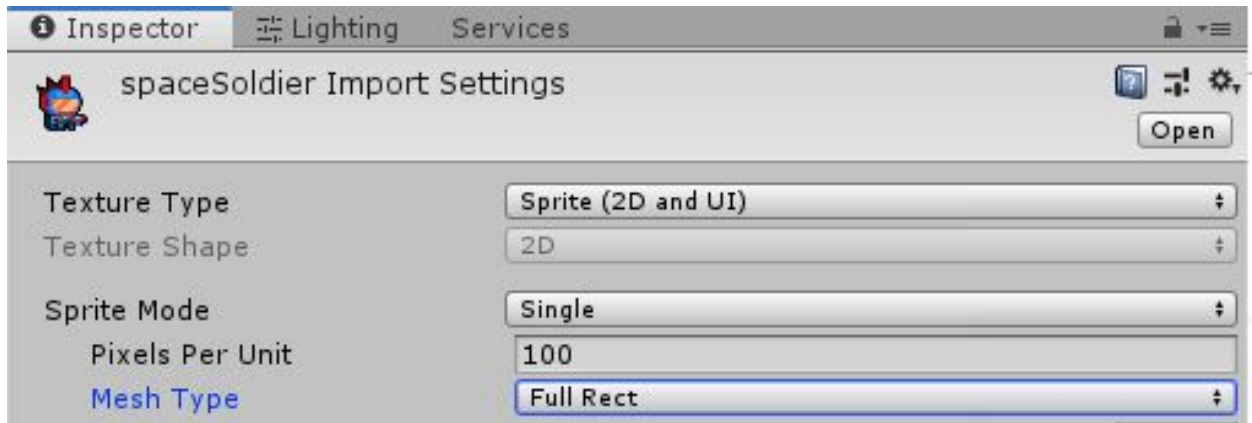 Inspector Lighting Services
spaceSoldier Import Settings
Open
Texture Type Sprite (2D and UI)
Texture Shape 2D
Sprite Mode Single
Pixels Per Unit 100
Mesh Type Full Rect